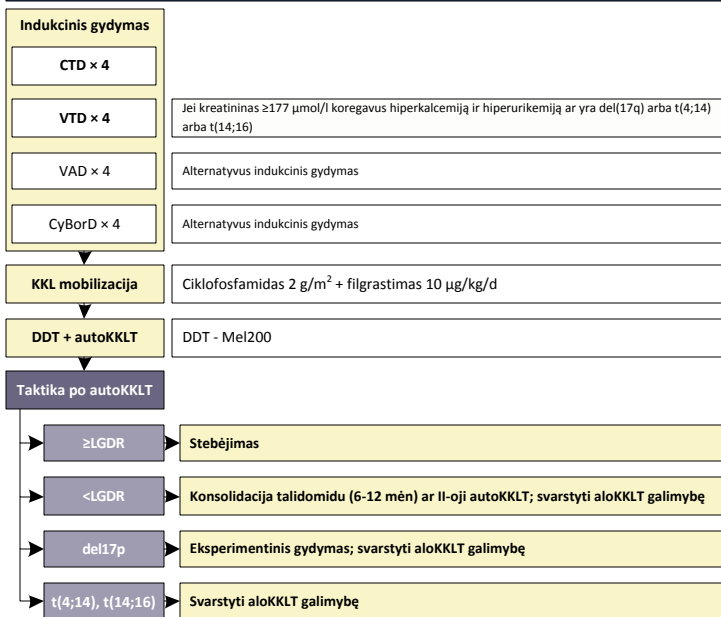 Indukcinis gydymas
CTD × 4
VTD × 4
Jei kreatininas ≥177 μmol/l koregavus hiperkalcemiją ir hiperurikemiją ar yra del(17q) arba t(4;14)
arba t(14;16)
VAD × 4
Alternatyvus indukcinis gydymas
CyBorD × 4
Alternatyvus indukcinis gydymas
KKL mobilizacija
Ciklofosfamidas 2 g/m² + filgrastimas 10 μg/kg/d
DDT + autoKKLT
DDT - Mel200
Taktika po autoKKLT
≥LGDR
Stebėjimas
<LGDR
Konsolidacija talidomidu (6-12 mėn) ar II-oji autoKKLT; svarstyti aloKKLT galimybę
del17p
Eksperimentinis gydymas; svarstyti aloKKLT galimybę
t(4;14), t(14;16)
Svarstyti aloKKLT galimybę